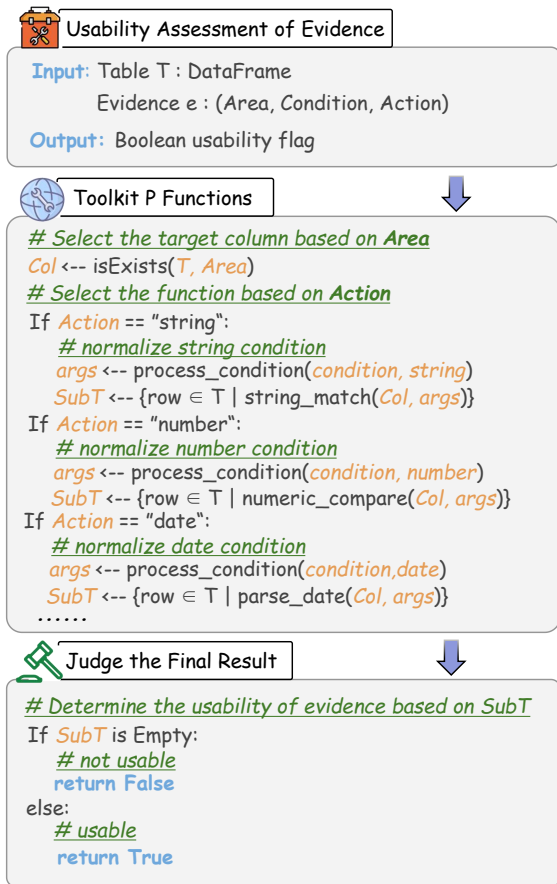 Usability Assessment of Evidence
Input: Table T : DataFrame
Evidence e : (Area, Condition, Action)
Output: Boolean usability flag
Toolkit P Functions
# Select the target column based on Area
Col <-- isExists(T, Area)
# Select the function based on Action
If Action == "string“:
# normalize string condition
args <-- process_condition(condition, string)
SubT <-- {row ∈ T | string_match(Col, args)}
If Action == "number“:
# normalize number condition
args <-- process_condition(condition, number)
SubT <-- {row ∈ T | numeric_compare(Col, args)}
If Action == "date“:
# normalize date condition
args <-- process_condition(condition,date)
SubT <-- {row ∈ T | parse_date(Col, args)}
......
Judge the Final Result
# Determine the usability of evidence based on SubT
If SubT is Empty:
# not usable
return False
else:
# usable
return True